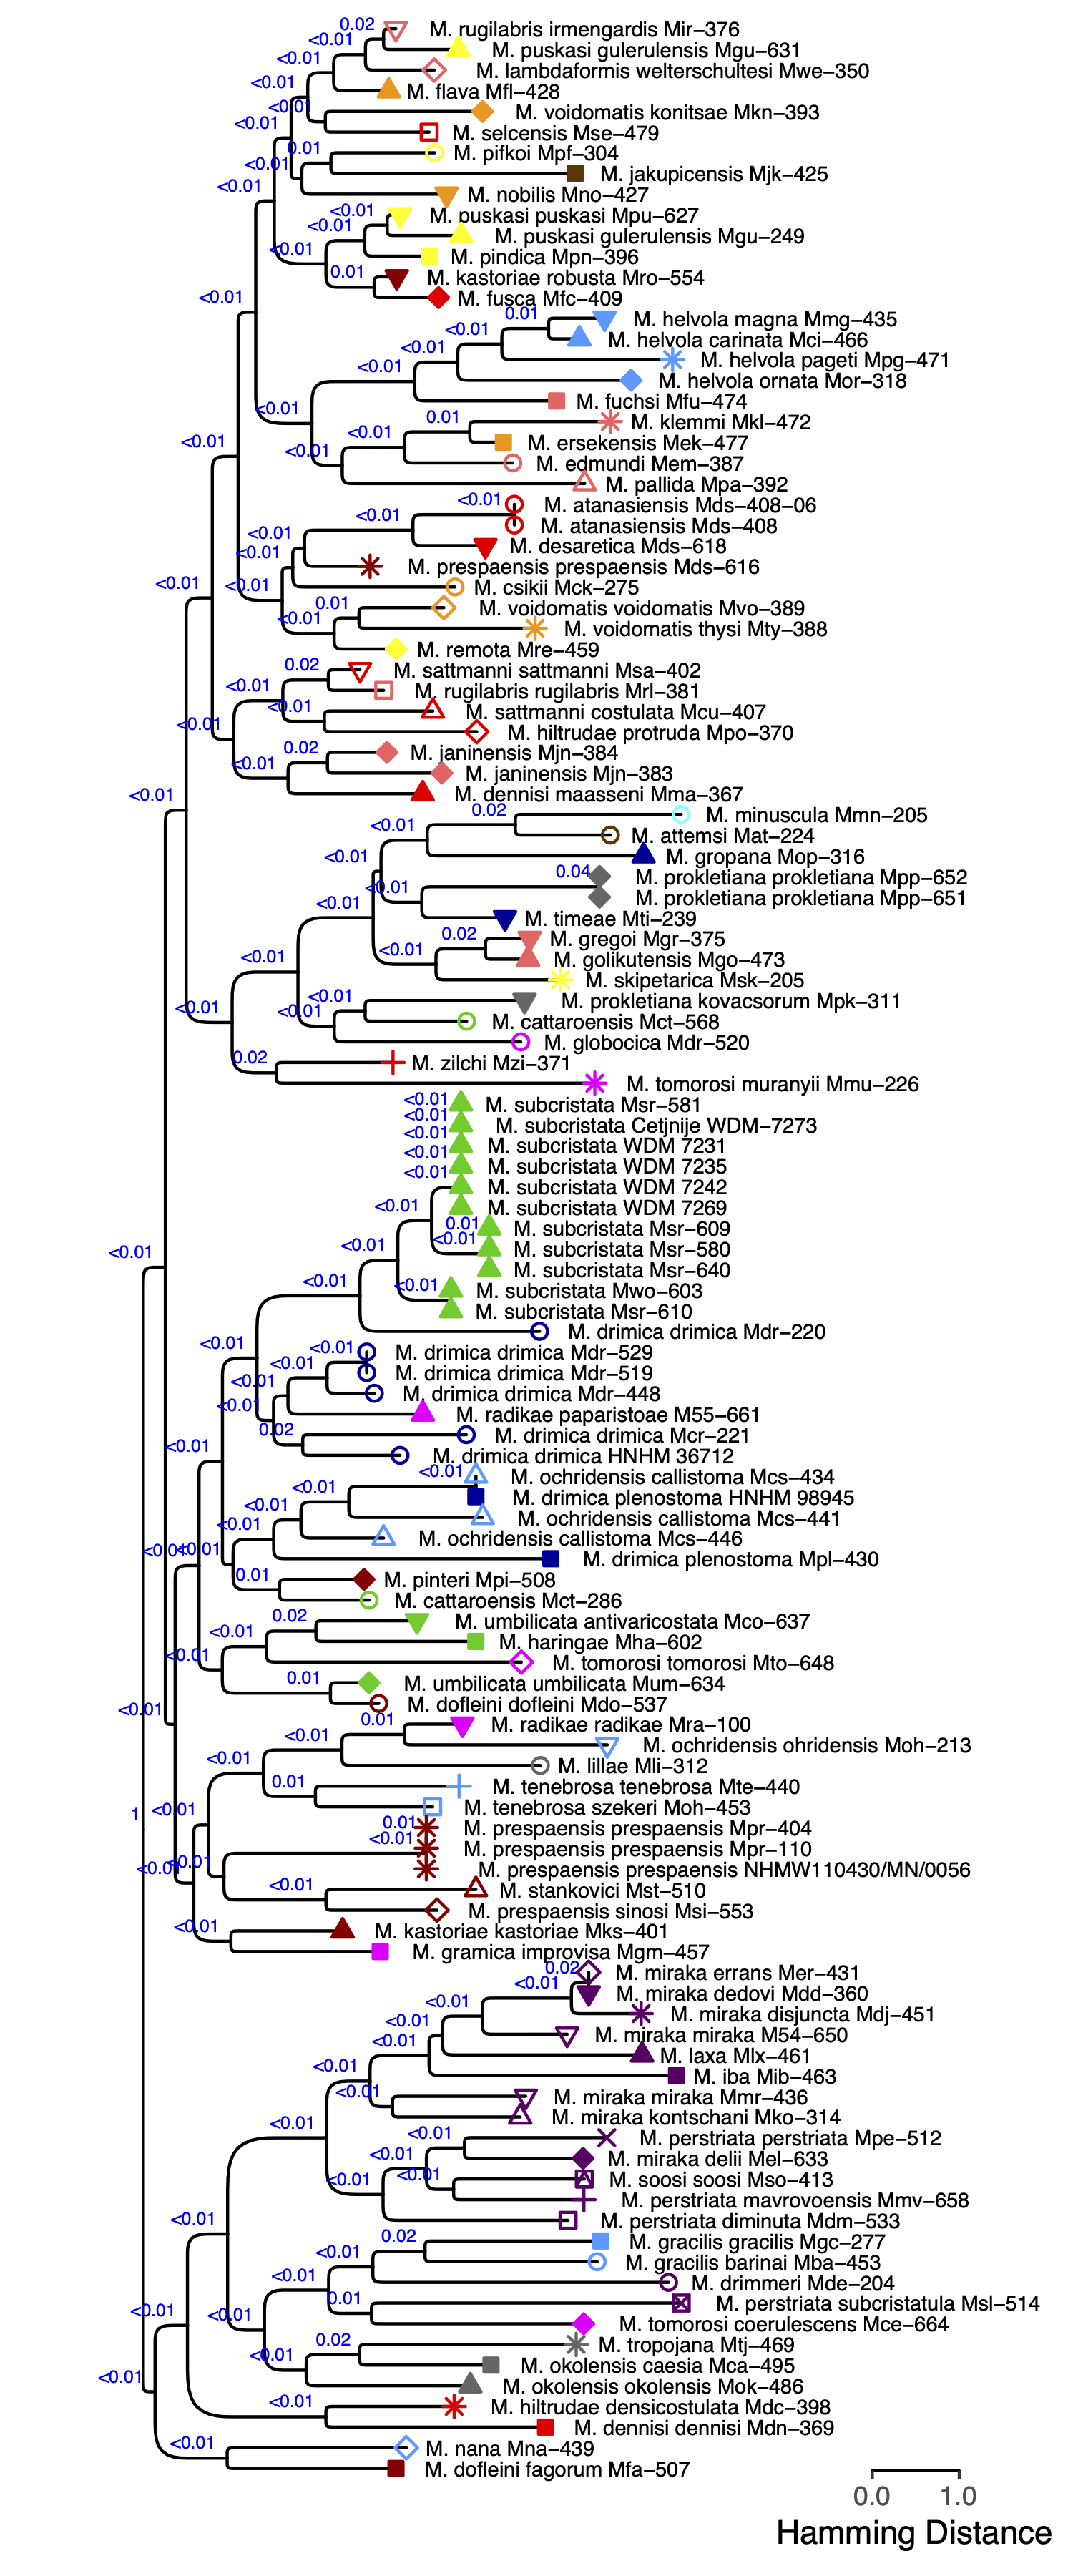 M. rugilabris irmengardis Mir−376
M. puskasi gulerulensis Mgu−631
M. lambdaformis welterschultesi Mwe−350
M. flava Mfl−428
M. voidomatis konitsae Mkn−393
M. selcensis Mse−479
M. pifkoi Mpf−304
M. jakupicensis Mjk−425
M. nobilis Mno−427
M. puskasi puskasi Mpu−627
M. puskasi gulerulensis Mgu−249
M. pindica Mpn−396
M. kastoriae robusta Mro−554
M. fusca Mfc−409
M. helvola magna Mmg−435
M. helvola carinata Mci−466
M. helvola pageti Mpg−471
M. helvola ornata Mor−318
M. fuchsi Mfu−474
M. klemmi Mkl−472
M. ersekensis Mek−477
M. edmundi Mem−387
M. pallida Mpa−392
M. atanasiensis Mds−408−06
M. atanasiensis Mds−408
M. desaretica Mds−618
M. prespaensis prespaensis Mds−616
M. csikii Mck−275
M. voidomatis voidomatis Mvo−389
M. voidomatis thysi Mty−388
M. remota Mre−459
M. sattmanni sattmanni Msa−402
M. rugilabris rugilabris Mrl−381
M. sattmanni costulata Mcu−407
M. hiltrudae protruda Mpo−370
M. janinensis Mjn−384
M. janinensis Mjn−383
M. dennisi maasseni Mma−367
M. minuscula Mmn−205
M. attemsi Mat−224
M. gropana Mop−316
M. prokletiana prokletiana Mpp−652
M. prokletiana prokletiana Mpp−651
M. timeae Mti−239
M. gregoi Mgr−375
M. golikutensis Mgo−473
M. skipetarica Msk−205
M. prokletiana kovacsorum Mpk−311
M. cattaroensis Mct−568
M. globocica Mdr−520
M. zilchi Mzi−371
M. tomorosi muranyii Mmu−226
M. subcristata Msr−581
M. subcristata Cetjnije WDM−7273
M. subcristata WDM 7231
M. subcristata WDM 7235
M. subcristata WDM 7242
M. subcristata WDM 7269
M. subcristata Msr−609
M. subcristata Msr−580
M. subcristata Msr−640
M. subcristata Mwo−603
M. subcristata Msr−610
M. drimica drimica Mdr−220
M. drimica drimica Mdr−529
M. drimica drimica Mdr−519
M. drimica drimica Mdr−448
M. radikae paparistoae M55−661
M. drimica drimica Mcr−221
M. drimica drimica HNHM 36712
M. ochridensis callistoma Mcs−434
M. drimica plenostoma HNHM 98945
M. ochridensis callistoma Mcs−441
M. ochridensis callistoma Mcs−446
M. drimica plenostoma Mpl−430
M. pinteri Mpi−508
M. cattaroensis Mct−286
M. umbilicata antivaricostata Mco−637
M. haringae Mha−602
M. tomorosi tomorosi Mto−648
M. umbilicata umbilicata Mum−634
M. dofleini dofleini Mdo−537
M. radikae radikae Mra−100
M. ochridensis ohridensis Moh−213
M. lillae Mli−312
M. tenebrosa tenebrosa Mte−440
M. tenebrosa szekeri Moh−453
M. prespaensis prespaensis Mpr−404
M. prespaensis prespaensis Mpr−110
M. prespaensis prespaensis NHMW110430/MN/0056
M. stankovici Mst−510
M. prespaensis sinosi Msi−553
M. kastoriae kastoriae Mks−401
M. gramica improvisa Mgm−457
M. miraka errans Mer−431
M. miraka dedovi Mdd−360
M. miraka disjuncta Mdj−451
M. miraka miraka M54−650
M. laxa Mlx−461
M. iba Mib−463
M. miraka miraka Mmr−436
M. miraka kontschani Mko−314
M. perstriata perstriata Mpe−512
M. miraka delii Mel−633
M. soosi soosi Mso−413
M. perstriata mavrovoensis Mmv−658
M. perstriata diminuta Mdm−533
M. gracilis gracilis Mgc−277
M. gracilis barinai Mba−453
M. drimmeri Mde−204
M. perstriata subcristatula Msl−514
M. tomorosi coerulescens Mce−664
M. tropojana Mtj−469
M. okolensis caesia Mca−495
M. okolensis okolensis Mok−486
M. hiltrudae densicostulata Mdc−398
M. dennisi dennisi Mdn−369
M. nana Mna−439
M. dofleini fagorum Mfa−507
0.0 1.0
Hamming Distance